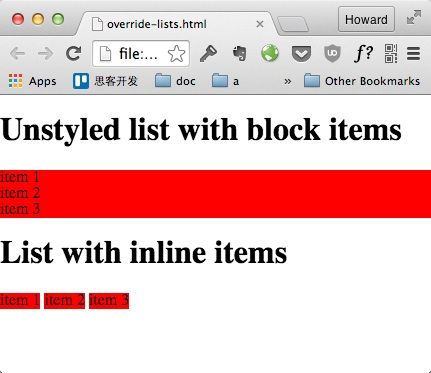 override-lists.html
Howard
file:...
f?
Apps
思客开发
doc
a
»
Other Bookmarks
Unstyled list with block items
item 1
item 2
item 3
List with inline items
item 1 item 2 item 3